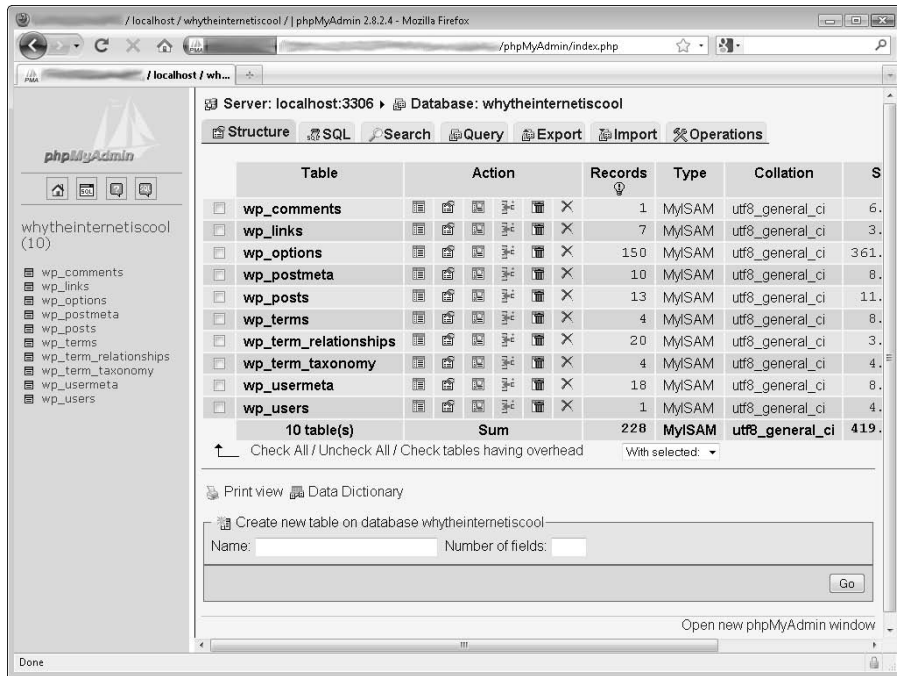 / localhost / whytheinternetiscool / | phpMyAdmin 2.8.2.4 - Mozilla Firefox
/phpMyAdmin/index.php
PMA / localhost / wh...
phpMyAdmin
SQL
whytheinternetiscool
(10)
wp_comments
wp_links
wp_options
wp_postmeta
wp_posts
wp_terms
wp_term_relationships
wp_term_taxonomy
wp_usermeta
wp_users
Server: localhost:3306 ▸ Database: whytheinternetiscool
Structure SQL Search Query Export Import Operations
Table Action Records Type Collation S
wp_comments 1 MyISAM utf8_general_ci 6.
wp_links 7 MyISAM utf8_general_ci 3.
wp_options 150 MyISAM utf8_general_ci 361.
wp_postmeta 10 MyISAM utf8_general_ci 8.
wp_posts 13 MyISAM utf8_general_ci 11.
wp_terms 4 MyISAM utf8_general_ci 8.
wp_term_relationships 20 MyISAM utf8_general_ci 3.
wp_term_taxonomy 4 MyISAM utf8_general_ci 4.
wp_usermeta 18 MyISAM utf8_general_ci 8.
wp_users 1 MyISAM utf8_general_ci 4.
10 table(s) Sum 228 MyISAM utf8_general_ci 419.
Check All / Uncheck All / Check tables having overhead With selected:
Print view Data Dictionary
Create new table on database whytheinternetiscool
Name: Number of fields:
Go
Open new phpMyAdmin window
Done